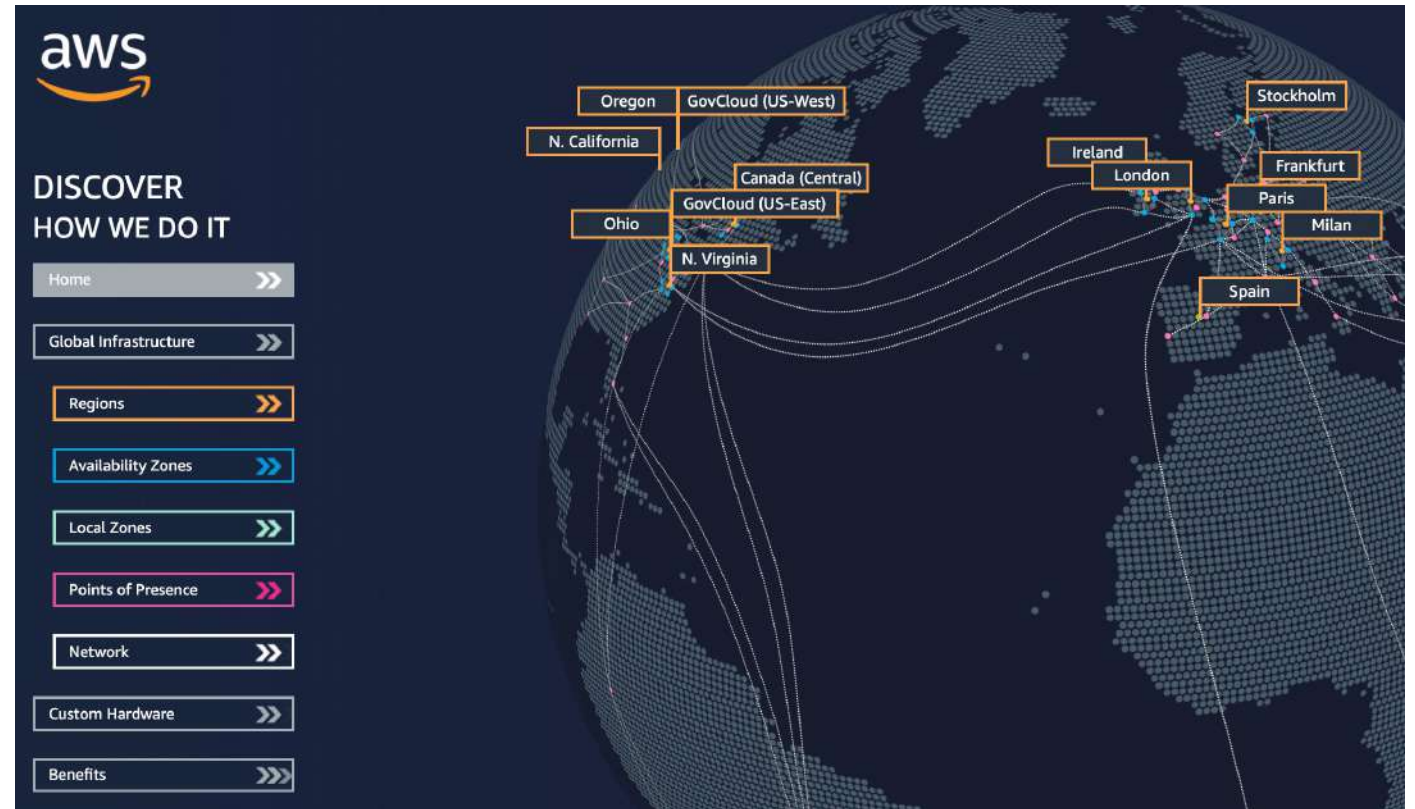 aws
DISCOVER
HOW WE DO IT
Home
Global Infrastructure
Regions
Availability Zones
Local Zones
Points of Presence
Network
Custom Hardware
Benefits
Oregon
GovCloud (US-West)
N. California
Canada (Central)
GovCloud (US-East)
Ohio
N. Virginia
Stockholm
Ireland
London
Frankfurt
Paris
Milan
Spain